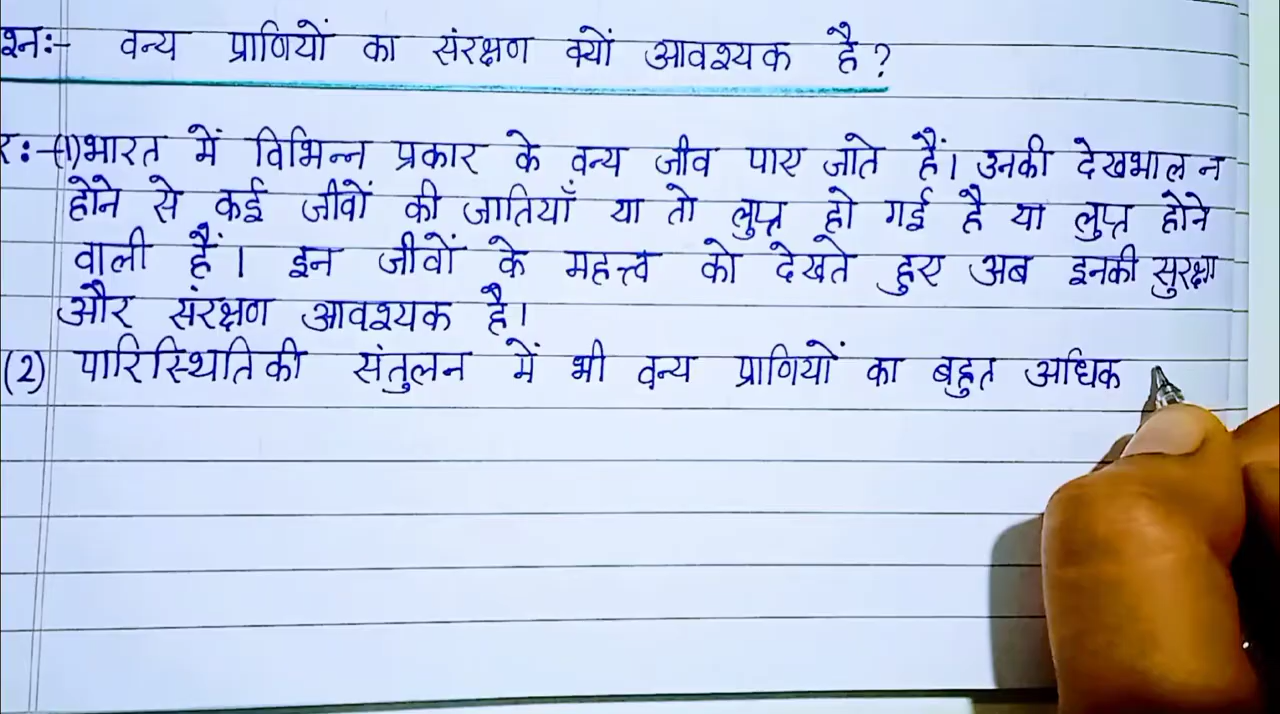 श्न:- वन्य प्राणियों का संरक्षण क्यों आवश्यक है?
र:-(1)भारत में विभिन्न प्रकार के वन्य जीव पाए जाते हैं। उनकी देखभाल न
होने से कई जीवों की जातियाँ या तो लुप्त हो गई है या लुप्त होने
वाली हैं। इन जीवों के महत्त्व को देखते हुए अब इनकी सुरक्षा
और संरक्षण आवश्यक है।
(2) पारिस्थितिकी संतुलन में भी वन्य प्राणियों का बहुत अधिक